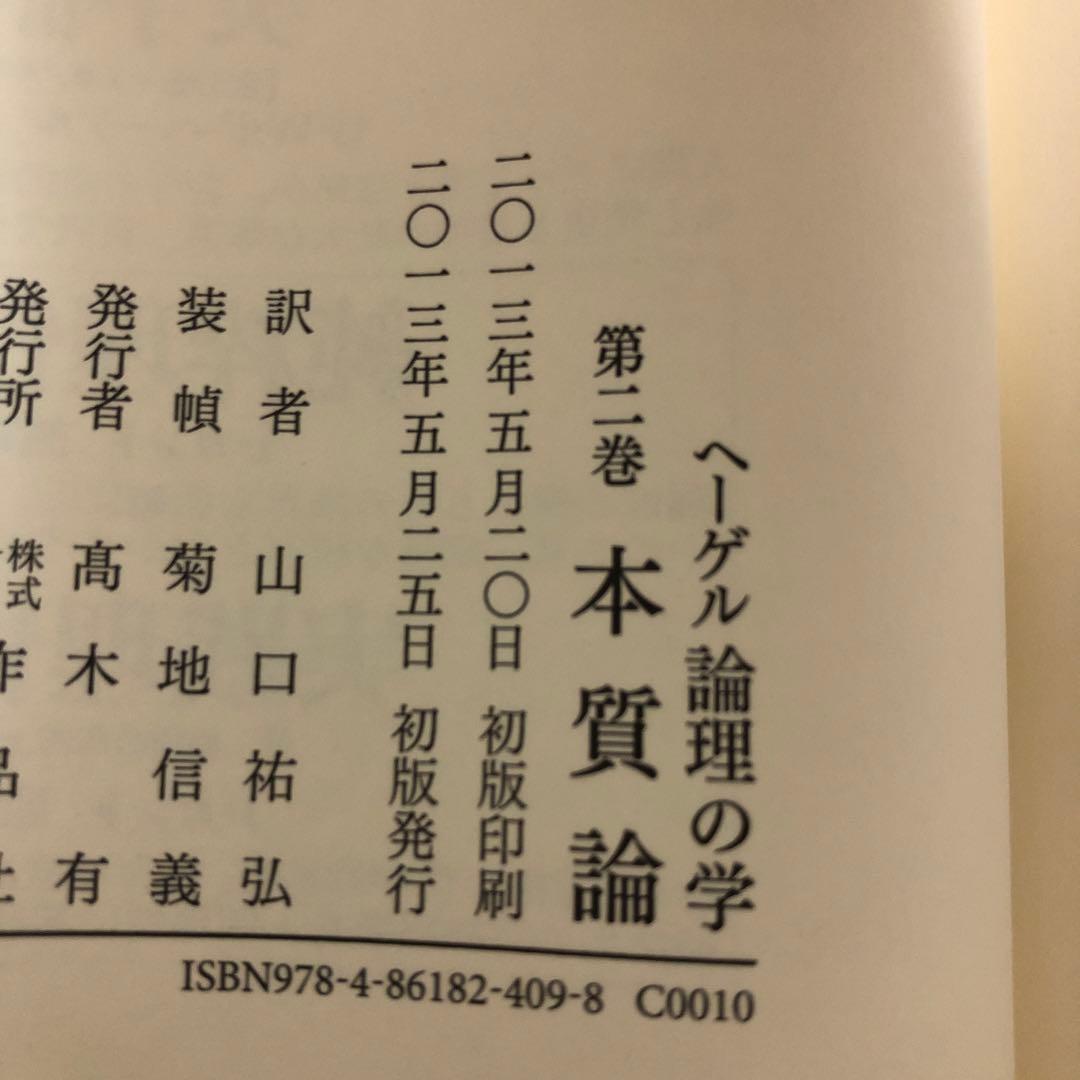 ヘーゲル論理の学
第二巻 本質論
二〇一三年五月二〇日 初版印刷
二〇一三年五月二五日 初版発行
訳者 山口祐弘
装幀 菊地信義
発行者 髙木有
発行所 株式
ISBN978-4-86182-409-8 C0010